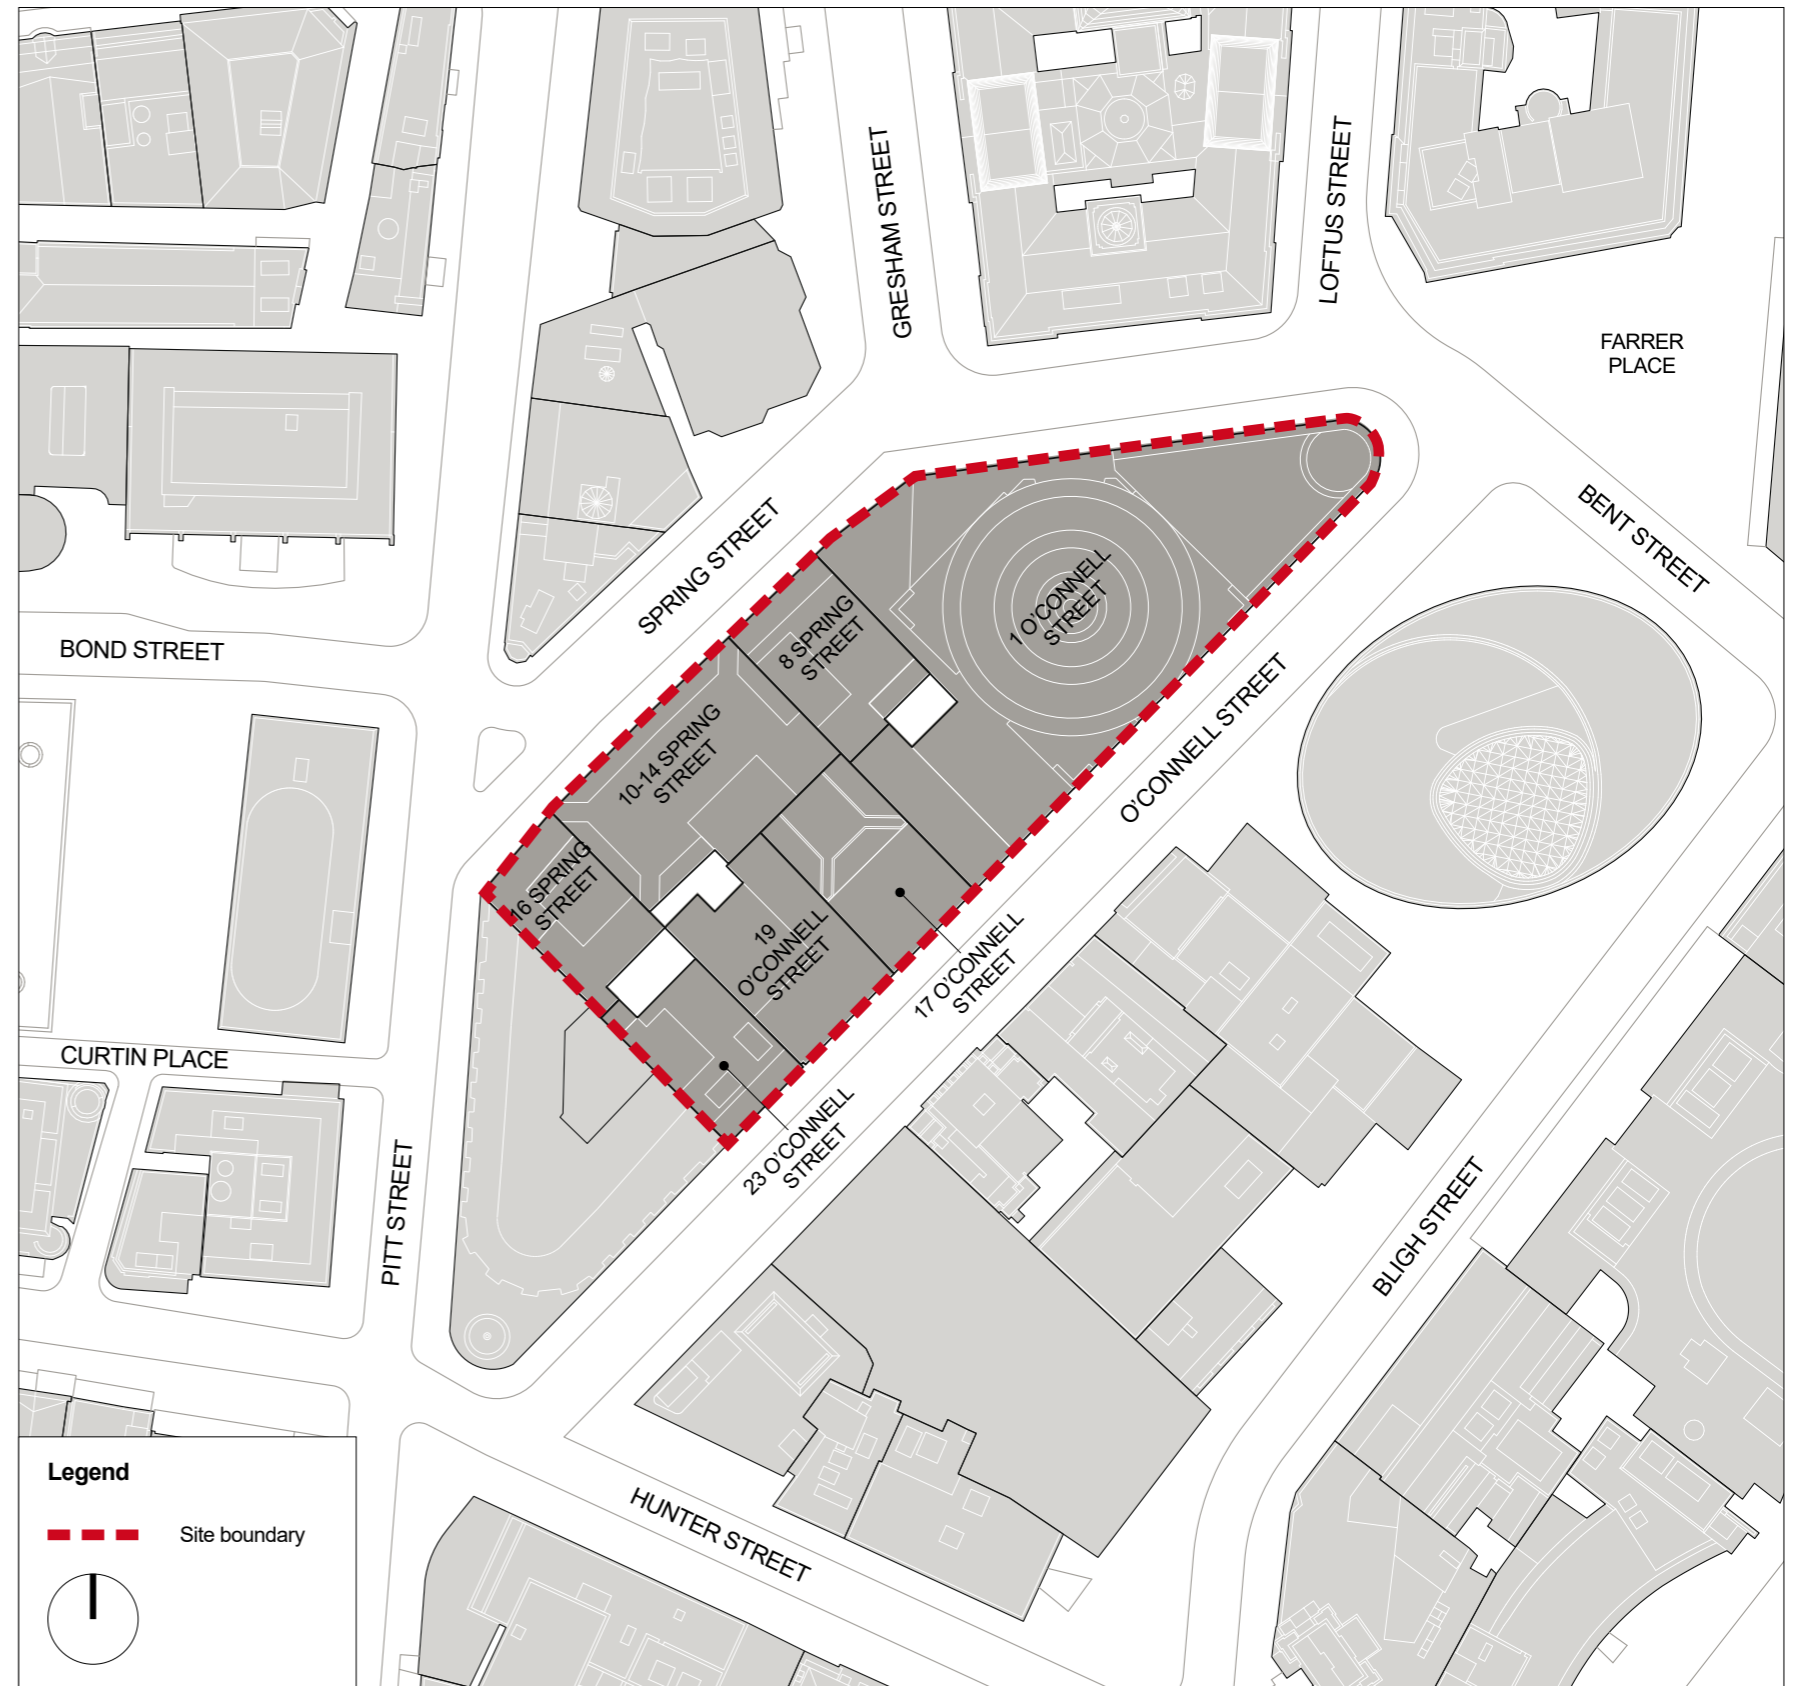 GRESHAM STREET
LOFTUS STREET
FARRER
PLACE
BENT STREET
SPRING STREET
1 O'CONNELL
STREET
8 SPRING
STREET
BOND STREET
10-14 SPRING
STREET
O'CONNELL STREET
16 SPRING
STREET
19
O'CONNELL
STREET
17 O'CONNELL
STREET
CURTIN PLACE
23 O'CONNELL
STREET
PITT STREET
BLIGH STREET
HUNTER STREET
Legend
Site boundary